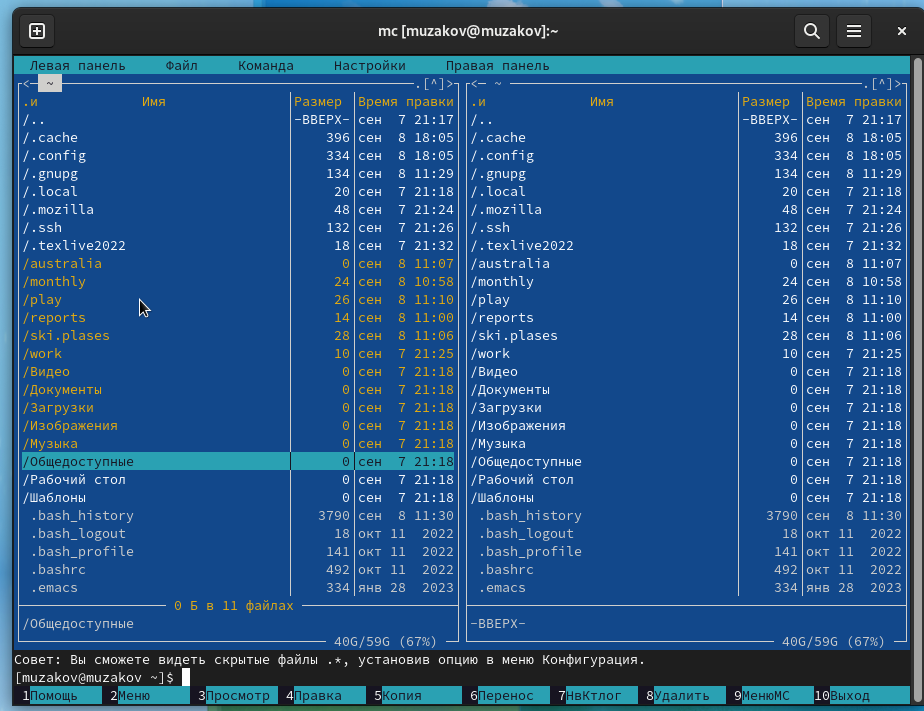 mc [muzakov@muzakov]:~
Левая панель Файл Команда Настройки Правая панель
<─ ~ .[^]> <─ ~ .[^]>
.и Имя Размер Время правки .и Имя Размер Время правки
/.. -ВВЕРХ- сен 7 21:17 /.. -ВВЕРХ- сен 7 21:17
/.cache 396 сен 8 18:05 /.cache 396 сен 8 18:05
/.config 334 сен 8 18:05 /.config 334 сен 8 18:05
/.gnupg 134 сен 8 11:29 /.gnupg 134 сен 8 11:29
/.local 20 сен 7 21:18 /.local 20 сен 7 21:18
/.mozilla 48 сен 7 21:24 /.mozilla 48 сен 7 21:24
/.ssh 132 сен 7 21:26 /.ssh 132 сен 7 21:26
/.texlive2022 18 сен 7 21:32 /.texlive2022 18 сен 7 21:32
/australia 0 сен 8 11:07 /australia 0 сен 8 11:07
/monthly 24 сен 8 10:58 /monthly 24 сен 8 10:58
/play 26 сен 8 11:10 /play 26 сен 8 11:10
/reports 14 сен 8 11:00 /reports 14 сен 8 11:00
/ski.plases 28 сен 8 11:06 /ski.plases 28 сен 8 11:06
/work 10 сен 7 21:25 /work 10 сен 7 21:25
/Видео 0 сен 7 21:18 /Видео 0 сен 7 21:18
/Документы 0 сен 7 21:18 /Документы 0 сен 7 21:18
/Загрузки 0 сен 7 21:18 /Загрузки 0 сен 7 21:18
/Изображения 0 сен 7 21:18 /Изображения 0 сен 7 21:18
/Музыка 0 сен 7 21:18 /Музыка 0 сен 7 21:18
/Общедоступные 0 сен 7 21:18 /Общедоступные 0 сен 7 21:18
/Рабочий стол 0 сен 7 21:18 /Рабочий стол 0 сен 7 21:18
/Шаблоны 0 сен 7 21:18 /Шаблоны 0 сен 7 21:18
.bash_history 3790 сен 8 11:30 .bash_history 3790 сен 8 11:30
.bash_logout 18 окт 11 2022 .bash_logout 18 окт 11 2022
.bash_profile 141 окт 11 2022 .bash_profile 141 окт 11 2022
.bashrc 492 окт 11 2022 .bashrc 492 окт 11 2022
.emacs 334 янв 28 2023 .emacs 334 янв 28 2023
0 Б в 11 файлах
/Общедоступные -ВВЕРХ-
40G/59G (67%) 40G/59G (67%)
Совет: Вы сможете видеть скрытые файлы .*, установив опцию в меню Конфигурация.
[muzakov@muzakov ~]$
1Помощь 2Меню 3Просмотр 4Правка 5Копия 6Перенос 7НвКтлог 8Удалить 9МенюMC 10Выход